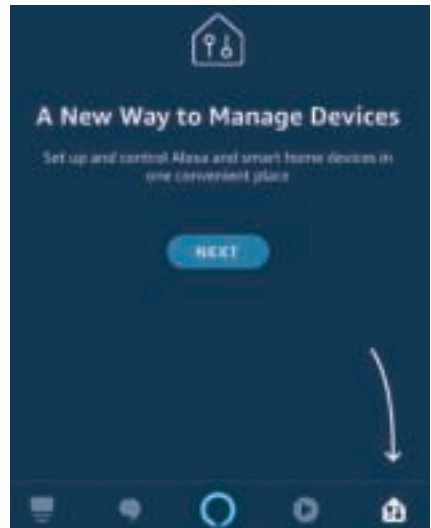 A New Way to Manage Devices
Set up and control Alexa and smart home devices in
one convenient place
NEXT